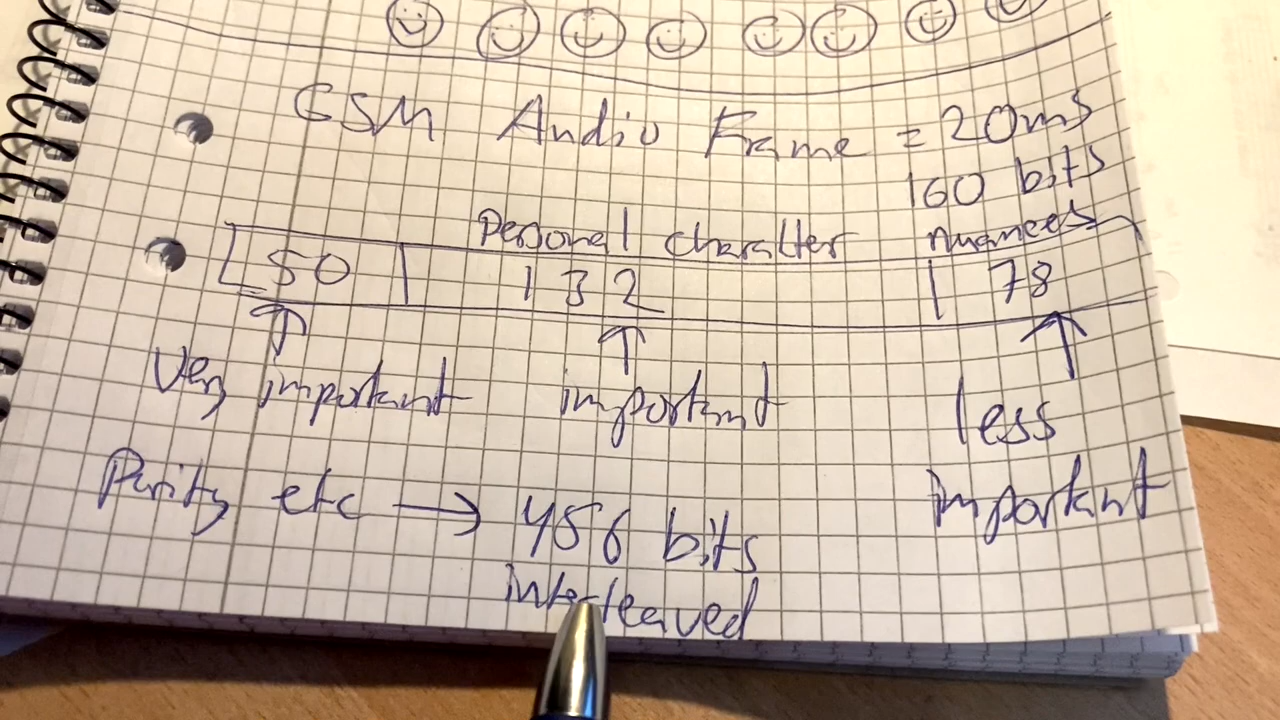 GSM Audio Frame = 20ms
160 bits
Personal character nuances
50 | 132 | 78
Very important important less
important
Parity etc → 456 bits
interleaved